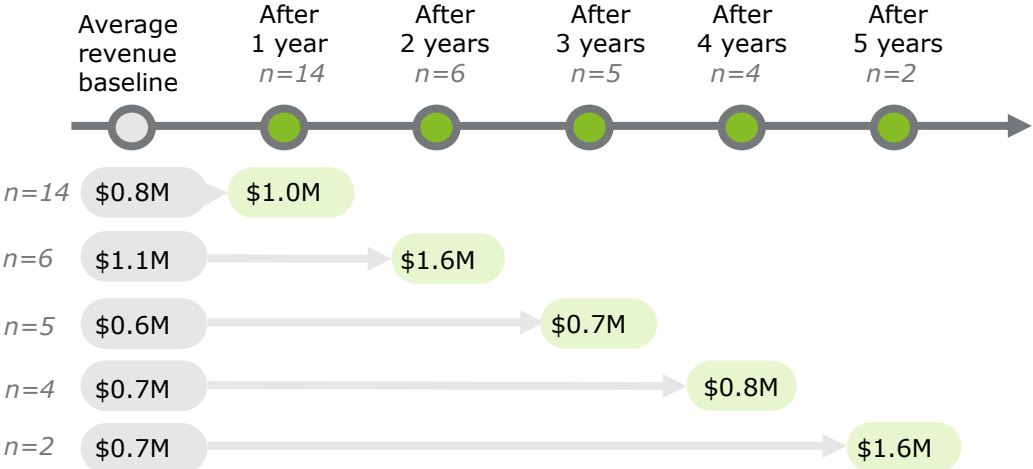 Average
revenue
baseline
After
1 year
n=14
After
2 years
n=6
After
3 years
n=5
After
4 years
n=4
After
5 years
n=2
n=14 $0.8M $1.0M
n=6 $1.1M $1.6M
n=5 $0.6M $0.7M
n=4 $0.7M $0.8M
n=2 $0.7M $1.6M